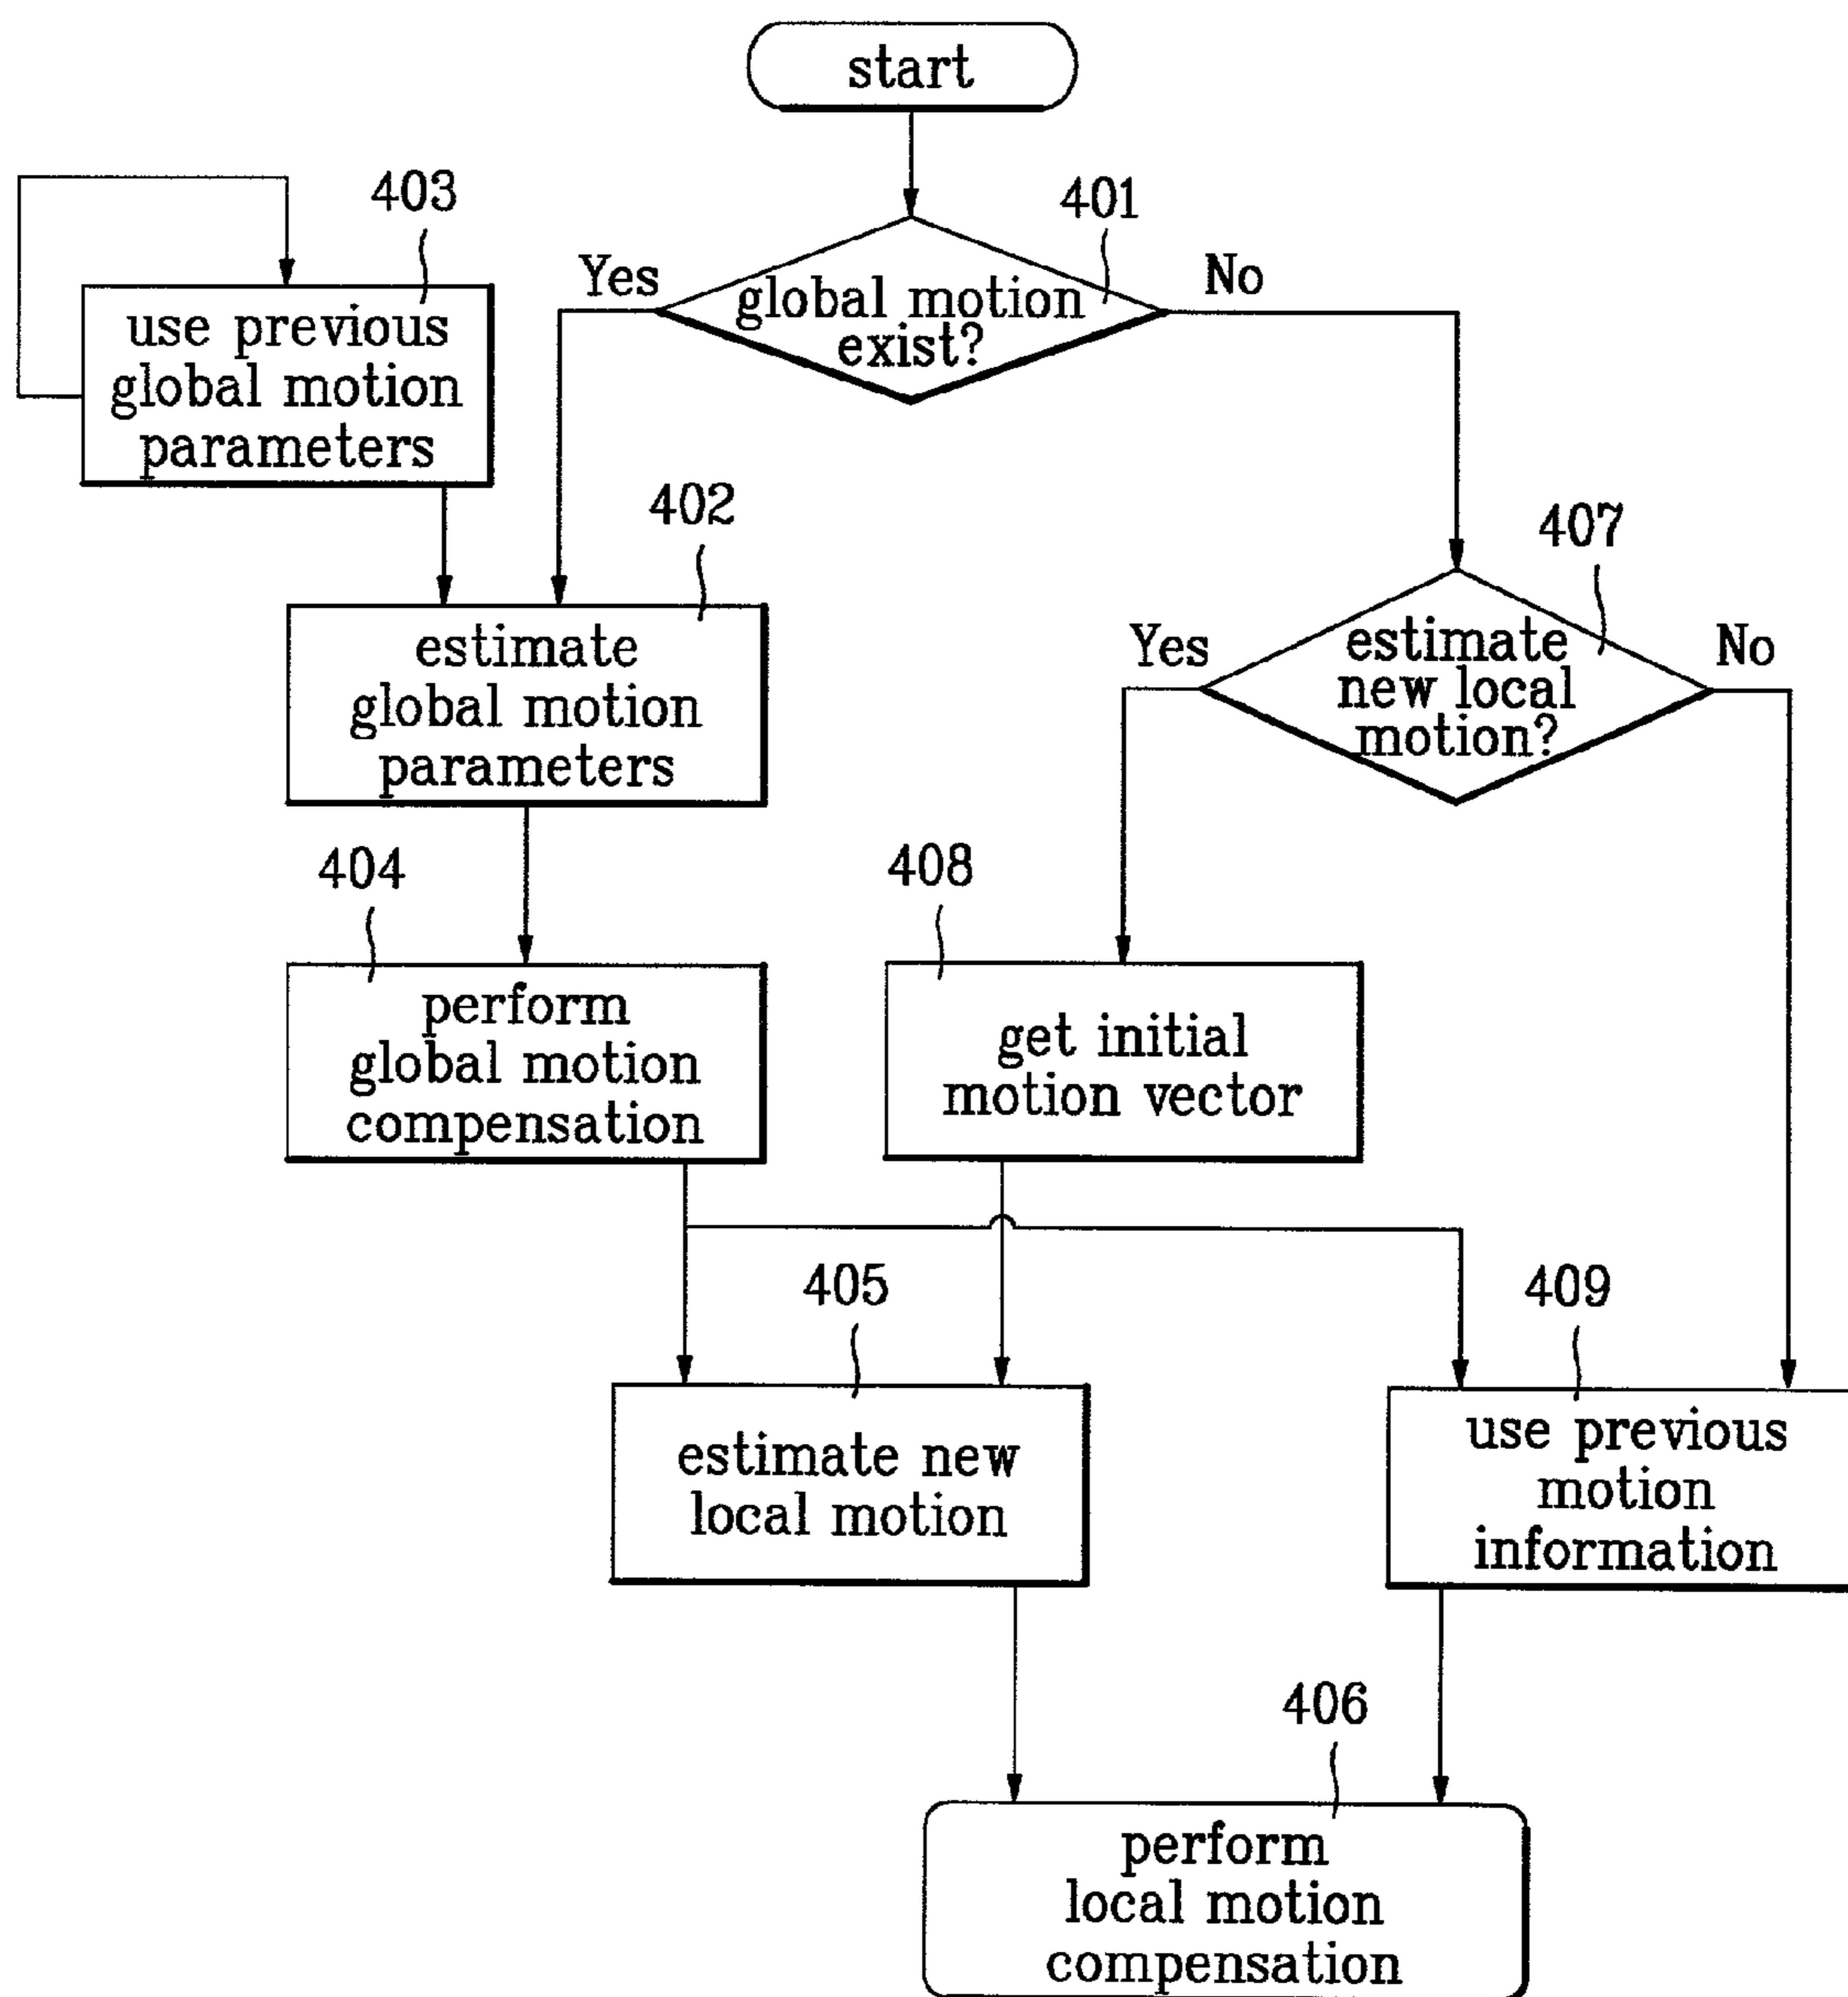 start
403
401
Yes
No
global motion
exist?
use previous
global motion
parameters
402
407
estimate
global motion
parameters
Yes
No
estimate
new local
motion?
404
408
perform
global motion
compensation
get initial
motion vector
405
409
estimate new
local motion
use previous
motion
information
406
perform
local motion
compensation